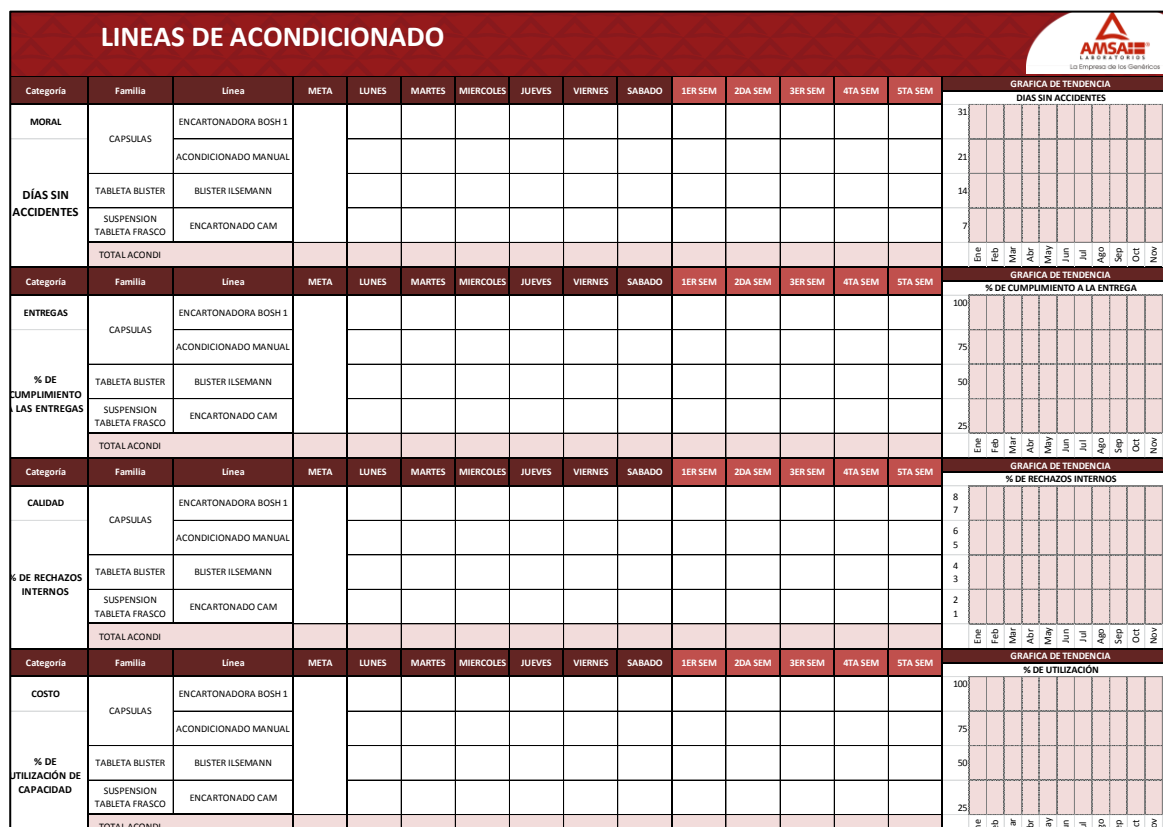 LINEAS DE ACONDICIONADO
AMSA
LABORATORIOS
La Empresa de los Genéricos
Categoría Familia Línea META LUNES MARTES MIERCOLES JUEVES VIERNES SABADO 1ER SEM 2DA SEM 3ER SEM 4TA SEM 5TA SEM GRAFICA DE TENDENCIA
DIAS SIN ACCIDENTES
MORAL
CAPSULAS
ENCARTONADORA BOSH 1
ACONDICIONADO MANUAL
DÍAS SIN
ACCIDENTES
TABLETA BLISTER BLISTER ILSEMANN
SUSPENSION
TABLETA FRASCO
ENCARTONADO CAM
TOTAL ACONDI
31
21
14
7
Ene Feb Mar Abr May Jun Jul Ago Sep Oct Nov
Categoría Familia Línea META LUNES MARTES MIERCOLES JUEVES VIERNES SABADO 1ER SEM 2DA SEM 3ER SEM 4TA SEM 5TA SEM GRAFICA DE TENDENCIA
% DE CUMPLIMIENTO A LA ENTREGA
ENTREGAS
CAPSULAS
ENCARTONADORA BOSH 1
ACONDICIONADO MANUAL
% DE
CUMPLIMIENTO
A LAS ENTREGAS
TABLETA BLISTER BLISTER ILSEMANN
SUSPENSION
TABLETA FRASCO
ENCARTONADO CAM
TOTAL ACONDI
100
75
50
25
Ene Feb Mar Abr May Jun Jul Ago Sep Oct Nov
Categoría Familia Línea META LUNES MARTES MIERCOLES JUEVES VIERNES SABADO 1ER SEM 2DA SEM 3ER SEM 4TA SEM 5TA SEM GRAFICA DE TENDENCIA
% DE RECHAZOS INTERNOS
CALIDAD
CAPSULAS
ENCARTONADORA BOSH 1
ACONDICIONADO MANUAL
% DE RECHAZOS
INTERNOS
TABLETA BLISTER BLISTER ILSEMANN
SUSPENSION
TABLETA FRASCO
ENCARTONADO CAM
TOTAL ACONDI
8
7
6
5
4
3
2
1
Ene Feb Mar Abr May Jun Jul Ago Sep Oct Nov
Categoría Familia Línea META LUNES MARTES MIERCOLES JUEVES VIERNES SABADO 1ER SEM 2DA SEM 3ER SEM 4TA SEM 5TA SEM GRAFICA DE TENDENCIA
% DE UTILIZACIÓN
COSTO
CAPSULAS
ENCARTONADORA BOSH 1
ACONDICIONADO MANUAL
% DE
UTILIZACIÓN DE
CAPACIDAD
TABLETA BLISTER BLISTER ILSEMANN
SUSPENSION
TABLETA FRASCO
ENCARTONADO CAM
TOTAL ACONDI
100
75
50
25